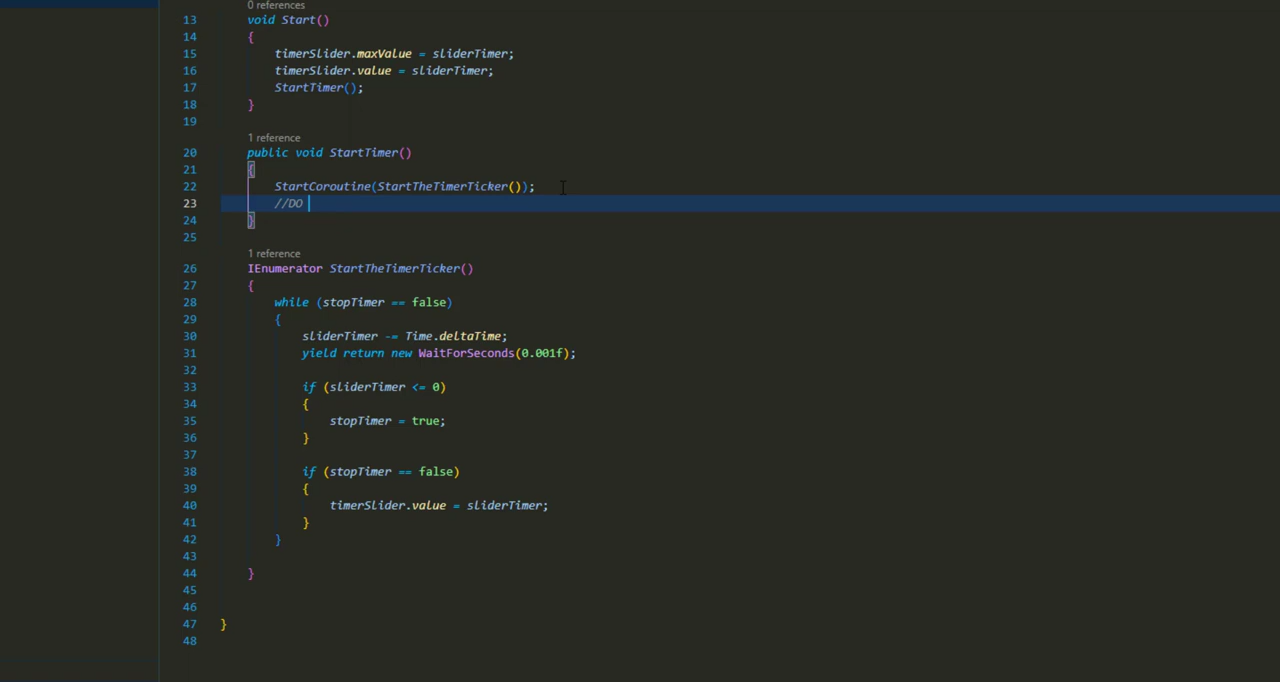 0 references
13 void Start()
14 {
15 timerSlider.maxValue = sliderTimer;
16 timerSlider.value = sliderTimer;
17 StartTimer();
18 }
19
1 reference
20 public void StartTimer()
21 {
22 StartCoroutine(StartTheTimerTicker());
23 //DO
24 }
25
1 reference
26 IEnumerator StartTheTimerTicker()
27 {
28 while (stopTimer == false)
29 {
30 sliderTimer -= Time.deltaTime;
31 yield return new WaitForSeconds(0.001f);
32
33 if (sliderTimer <= 0)
34 {
35 stopTimer = true;
36 }
37
38 if (stopTimer == false)
39 {
40 timerSlider.value = sliderTimer;
41 }
42 }
43
44 }
45
46
47 }
48